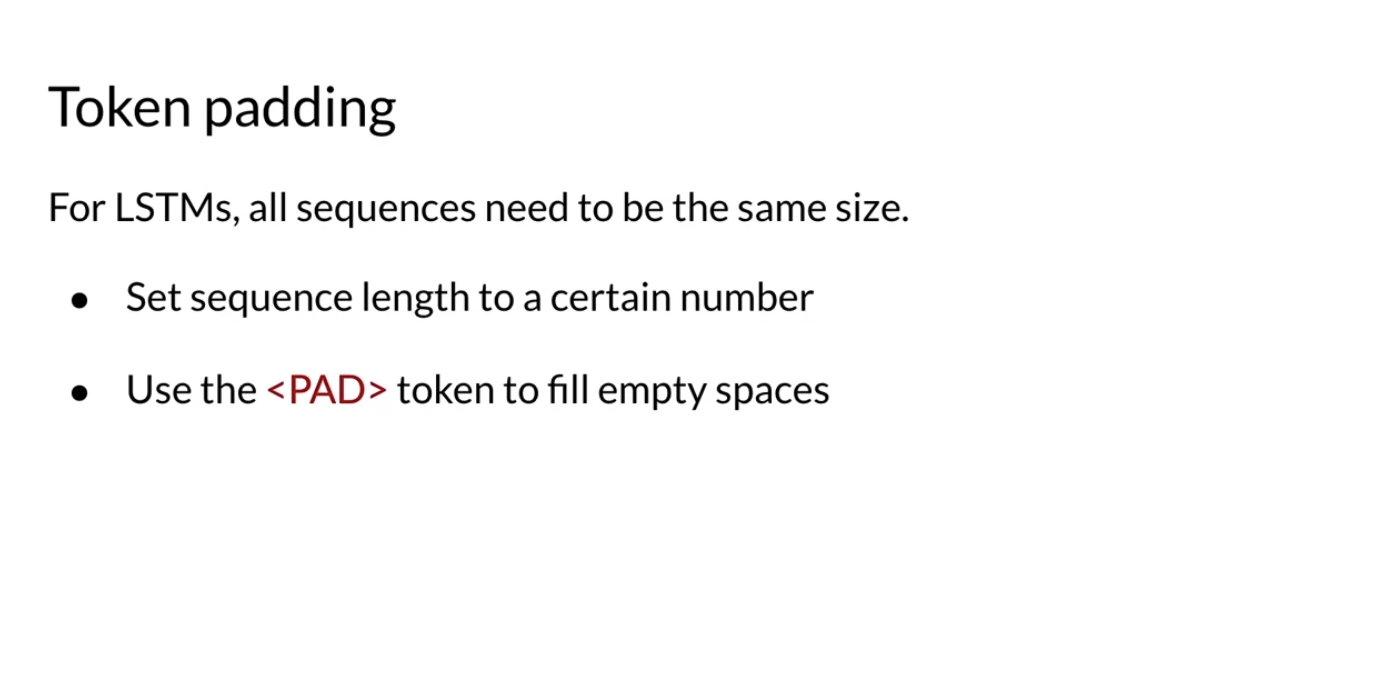 Token padding
For LSTMs, all sequences need to be the same size.
● Set sequence length to a certain number
● Use the <PAD> token to fill empty spaces